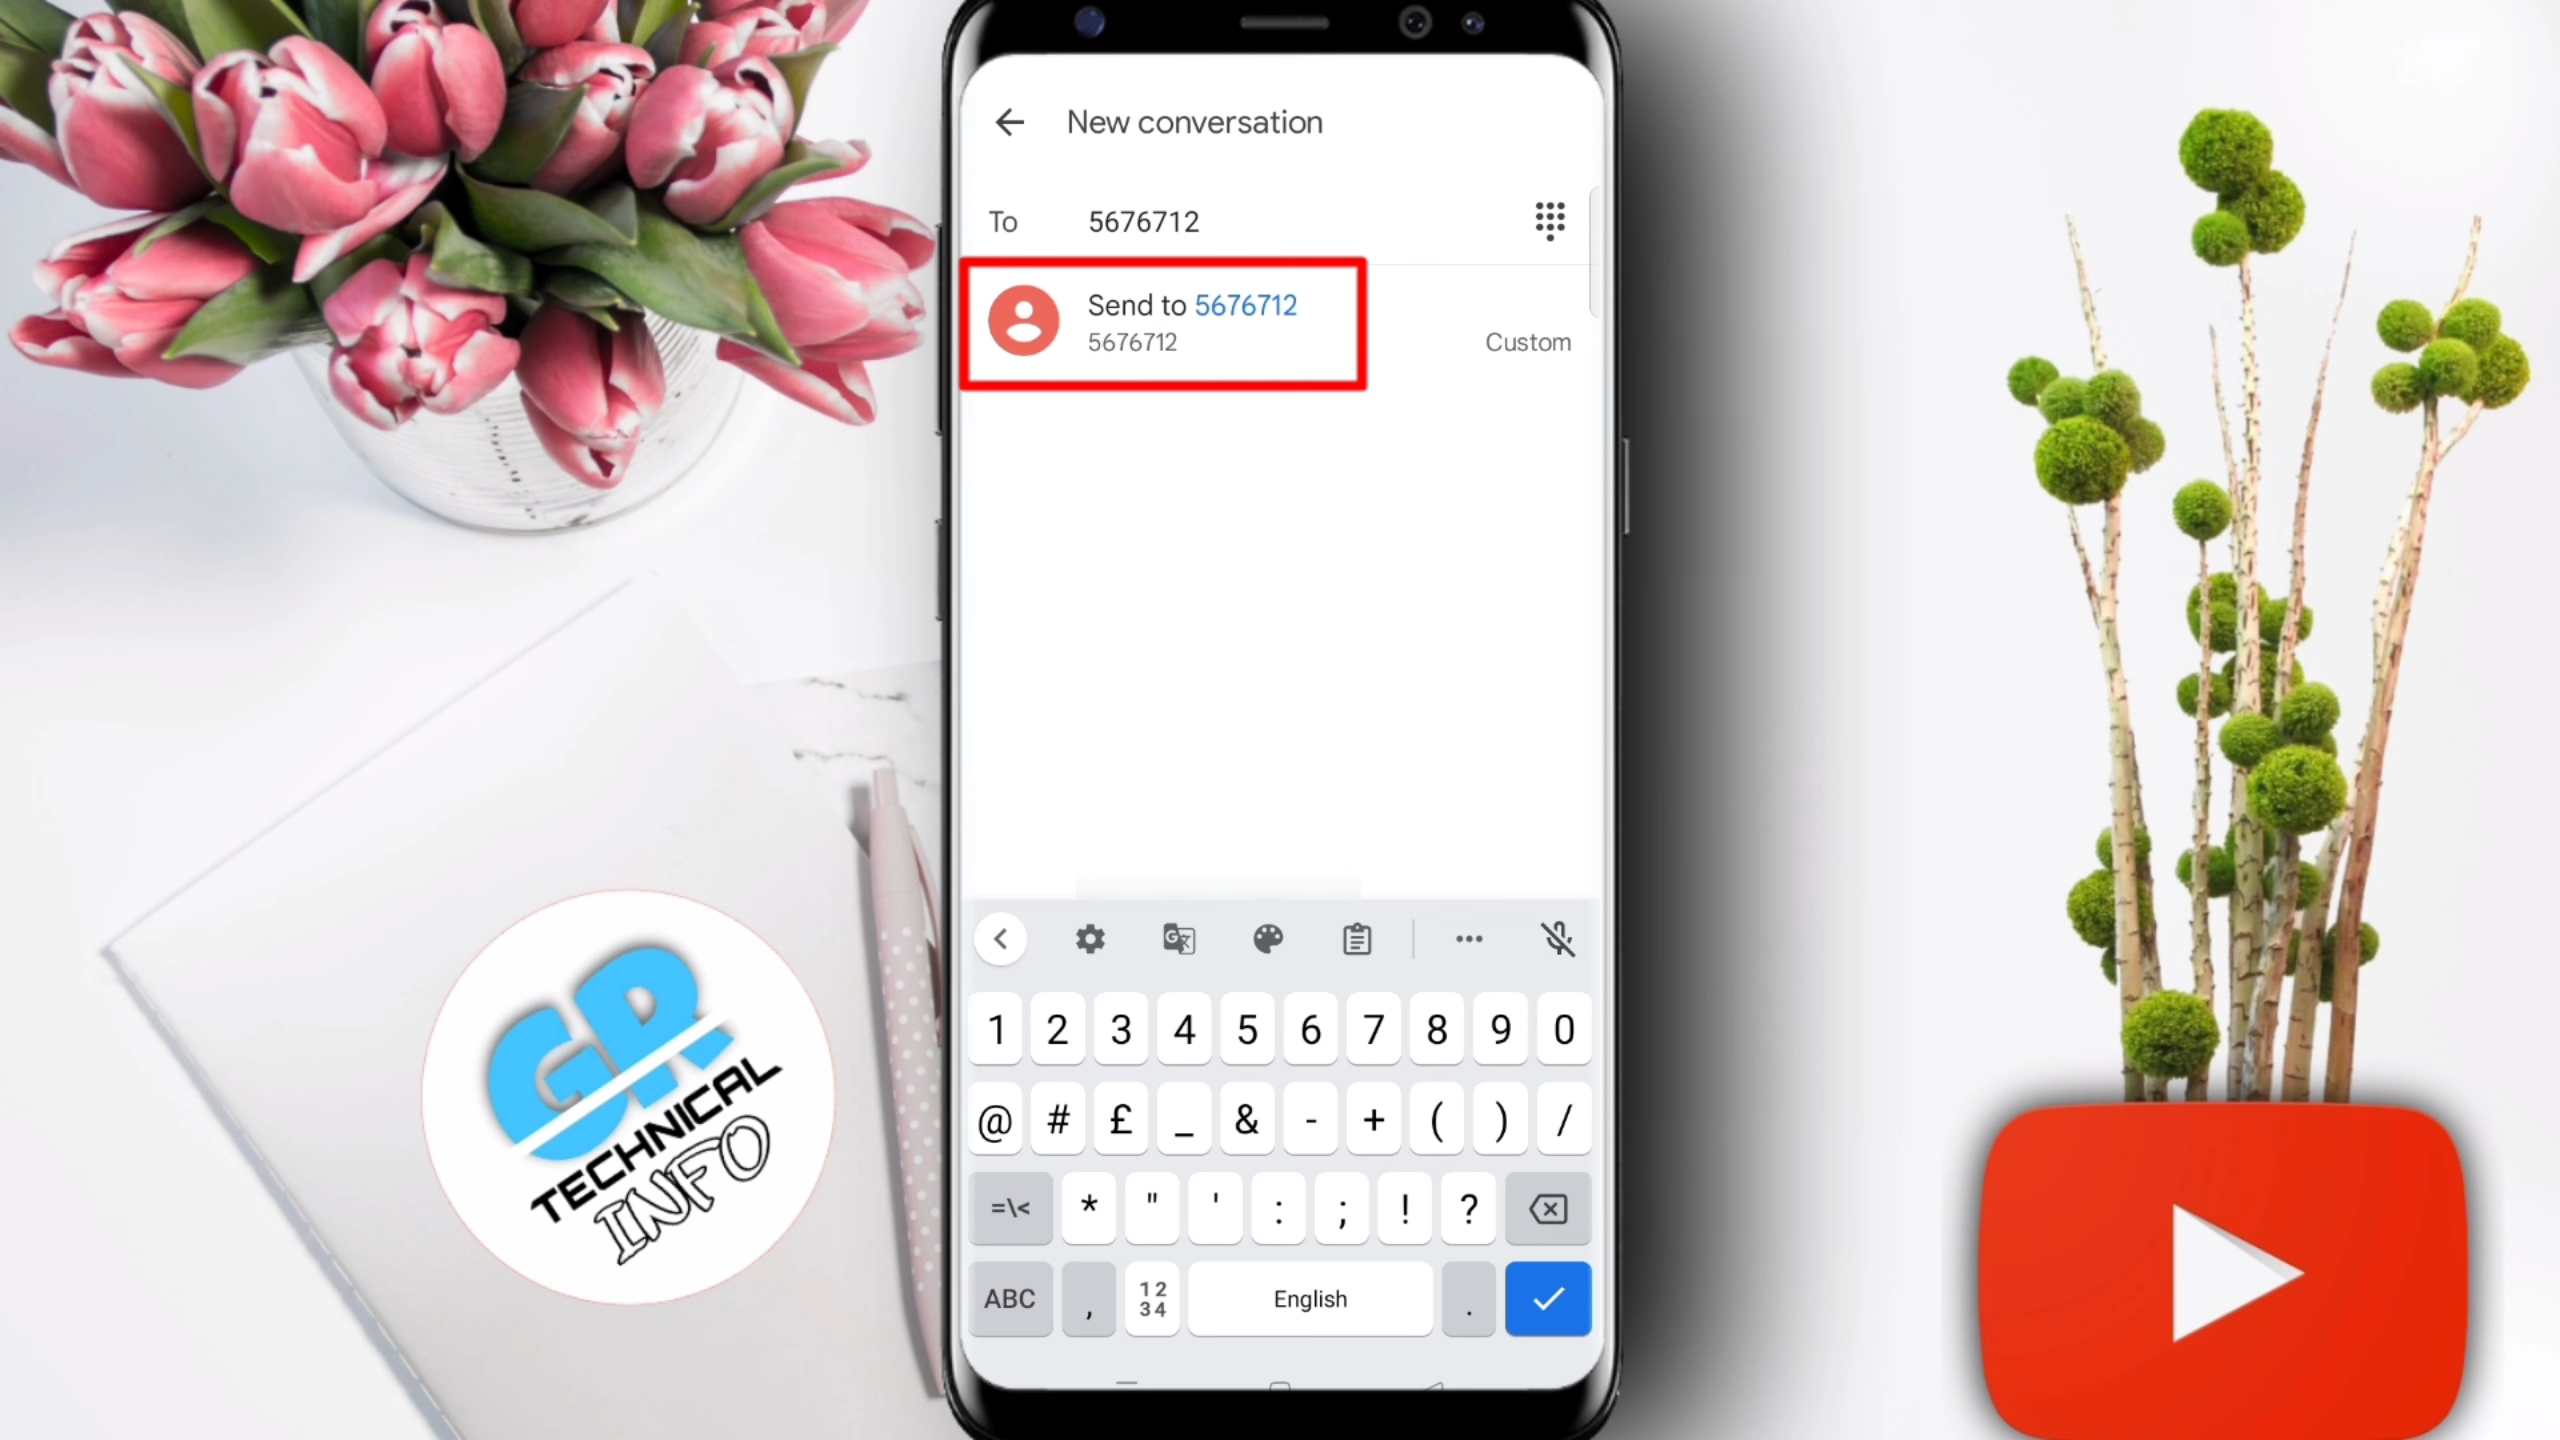 New conversation
To 5676712
Send to 5676712
5676712
Custom
1 2 3 4 5 6 7 8 9 0
@ # £ _ & - + ( ) /
=\< * " ' : ; ! ?
ABC , 12 34 English .
GR
TECHNICAL
INFO